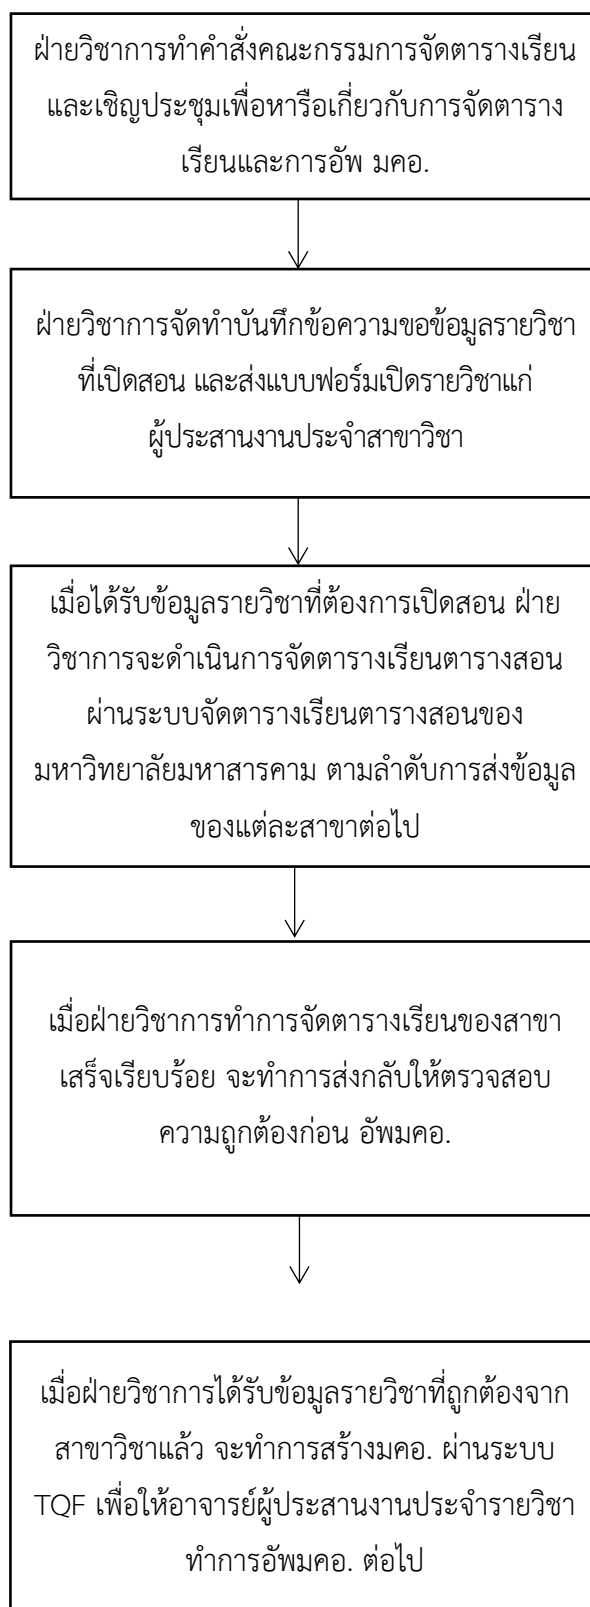 ฝ่ายวิชาการทำคำสั่งคณะกรรมการจัดตารางเรียน
และเชิญประชุมเพื่อหารือเกี่ยวกับการจัดตาราง
เรียนและการอัพ มคอ.
ฝ่ายวิชาการจัดทำบันทึกข้อความขอข้อมูลรายวิชา
ที่เปิดสอน และส่งแบบฟอร์มเปิดรายวิชาแก่
ผู้ประสานงานประจำสาขาวิชา
เมื่อได้รับข้อมูลรายวิชาที่ต้องการเปิดสอน ฝ่าย
วิชาการจะดำเนินการจัดตารางเรียนตารางสอน
ผ่านระบบจัดตารางเรียนตารางสอนของ
มหาวิทยาลัยมหาสารคาม ตามลำดับการส่งข้อมูล
ของแต่ละสาขาต่อไป
เมื่อฝ่ายวิชาการทำการจัดตารางเรียนของสาขา
เสร็จเรียบร้อย จะทำการส่งกลับให้ตรวจสอบ
ความถูกต้องก่อน อัพมคอ.
เมื่อฝ่ายวิชาการได้รับข้อมูลรายวิชาที่ถูกต้องจาก
สาขาวิชาแล้ว จะทำการสร้างมคอ. ผ่านระบบ
TQF เพื่อให้อาจารย์ผู้ประสานงานประจำรายวิชา
ทำการอัพมคอ. ต่อไป